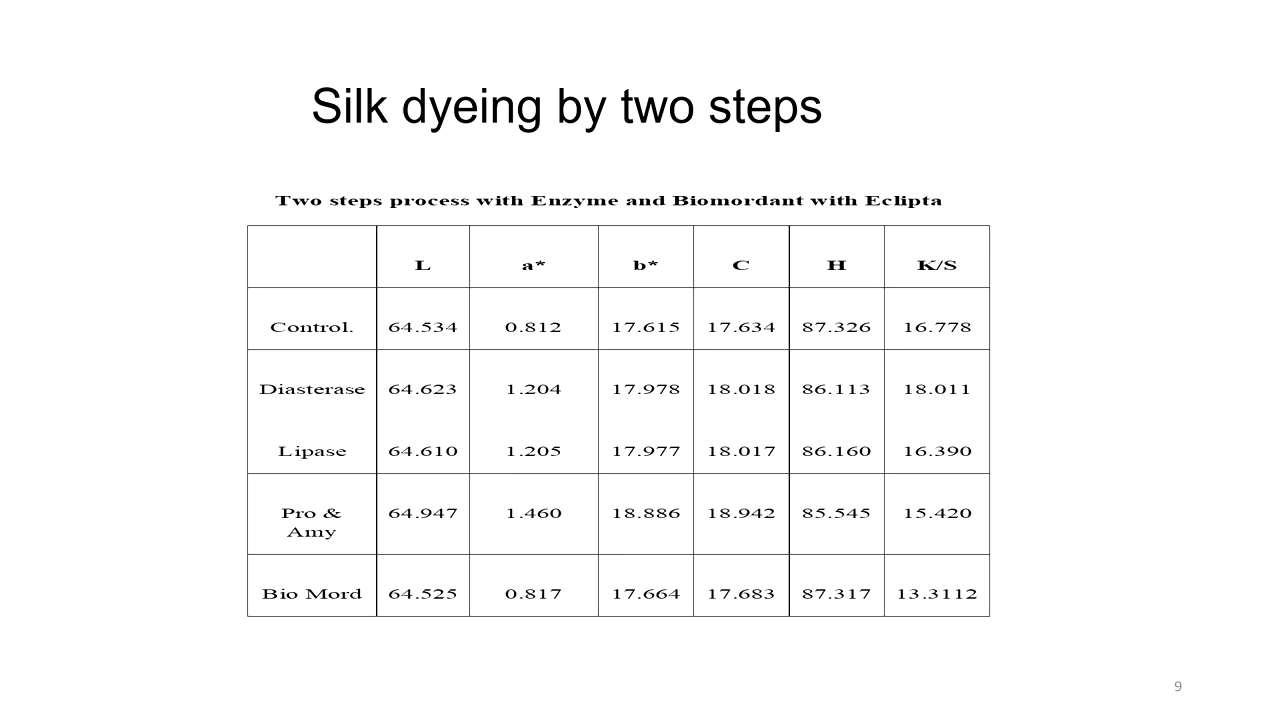 Silk dyeing by two steps
Two steps process with Enzyme and Biomordant with Eclipta
L a* b* C H K/S
Control. 64.534 0.812 17.615 17.634 87.326 16.778
Diasterase 64.623 1.204 17.978 18.018 86.113 18.011
Lipase 64.610 1.205 17.977 18.017 86.160 16.390
Pro & 64.947 1.460 18.886 18.942 85.545 15.420
Amy
Bio Mord 64.525 0.817 17.664 17.683 87.317 13.3112
9